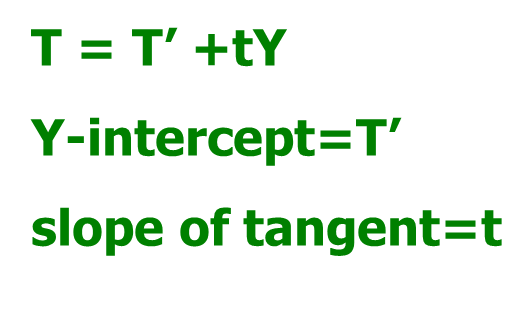 T = T’ +tY
Y-intercept=T’
slope of tangent=t